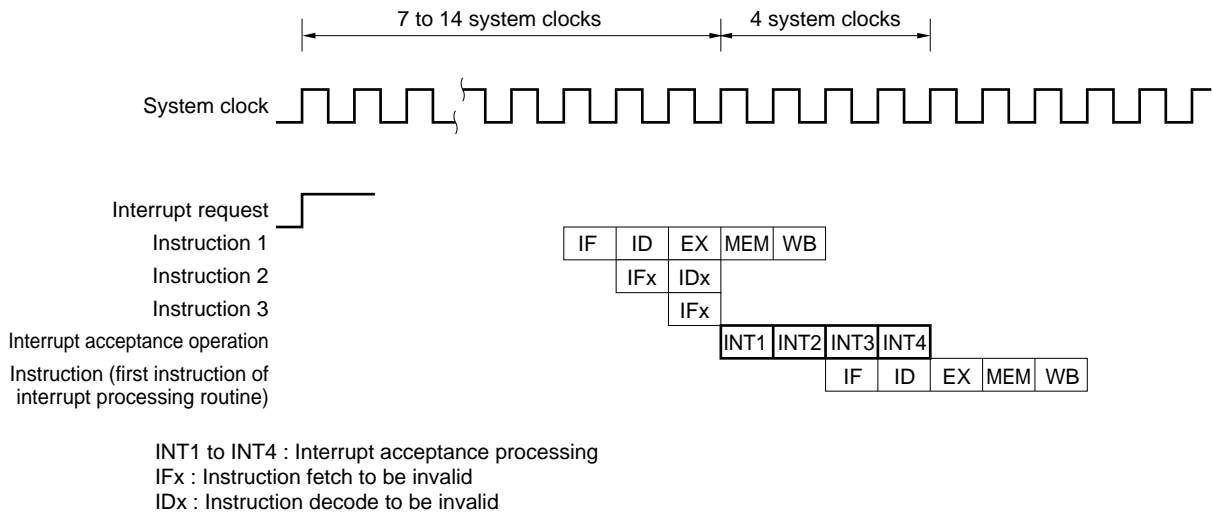 7 to 14 system clocks 4 system clocks
System clock
Interrupt request
Instruction 1 IF ID EX MEM WB
Instruction 2 IFx IDx
Instruction 3 IFx
Interrupt acceptance operation INT1 INT2 INT3 INT4
Instruction (first instruction of
interrupt processing routine) IF ID EX MEM WB
INT1 to INT4 : Interrupt acceptance processing
IFx : Instruction fetch to be invalid
IDx : Instruction decode to be invalid